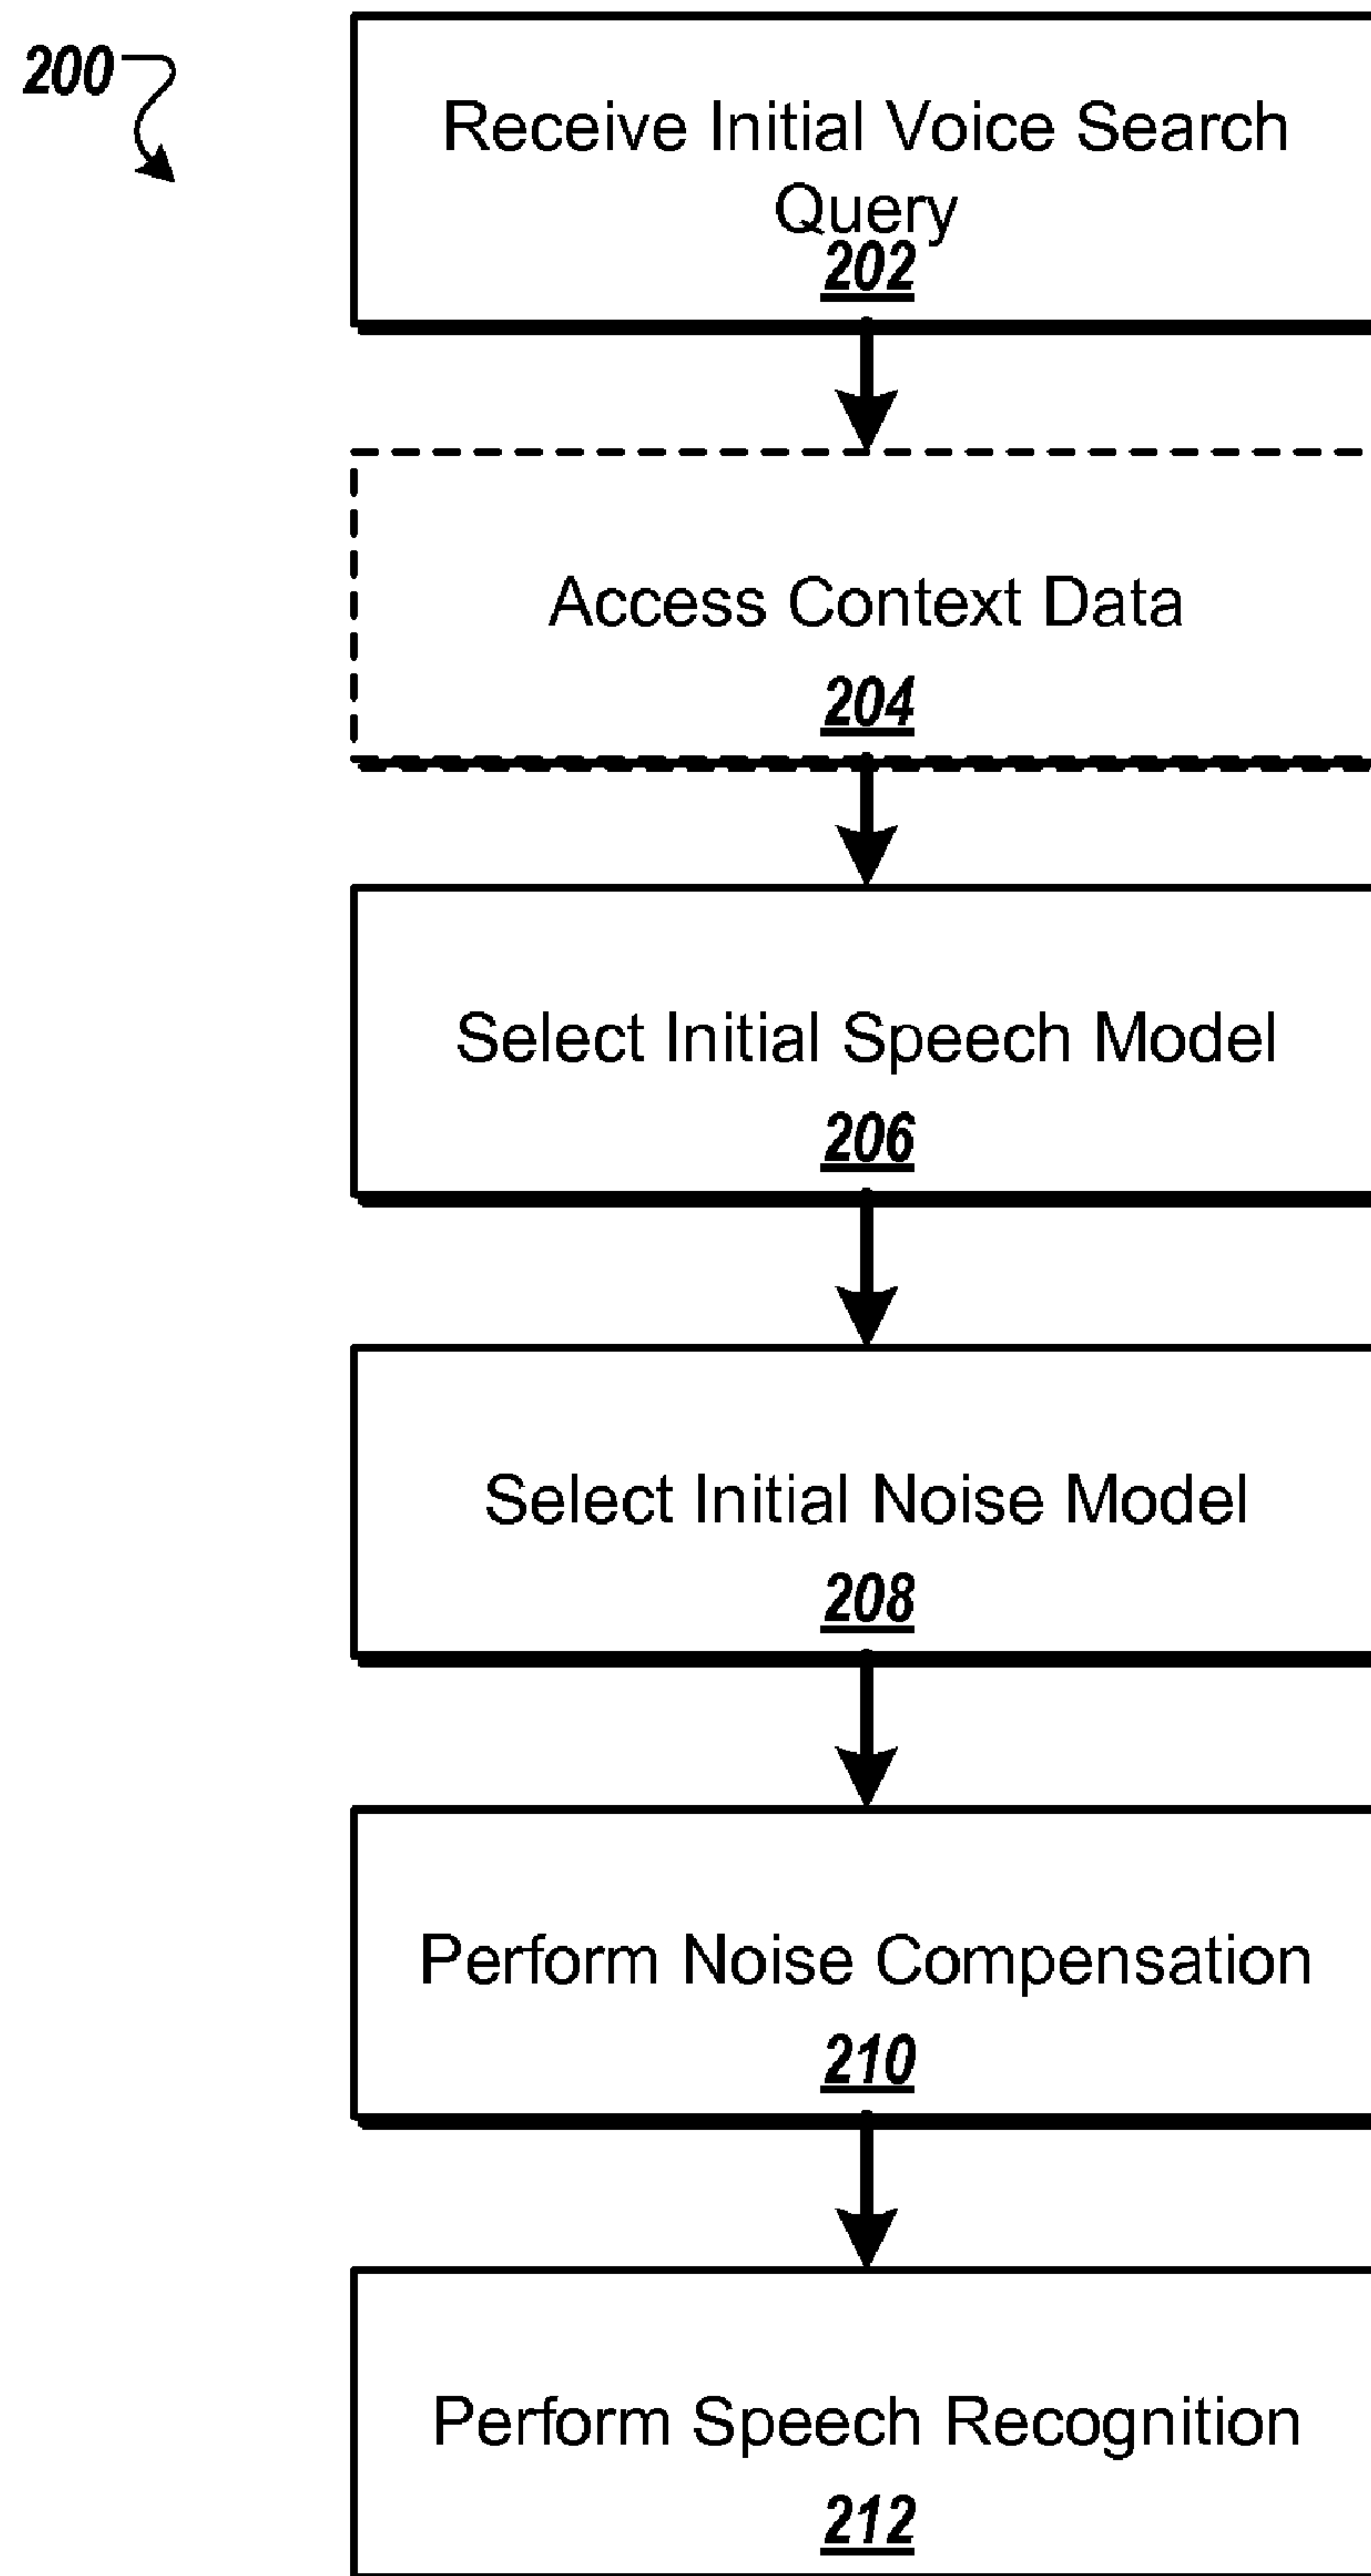 200
Receive Initial Voice Search
Query
202
Access Context Data
204
Select Initial Speech Model
206
Select Initial Noise Model
208
Perform Noise Compensation
210
Perform Speech Recognition
212